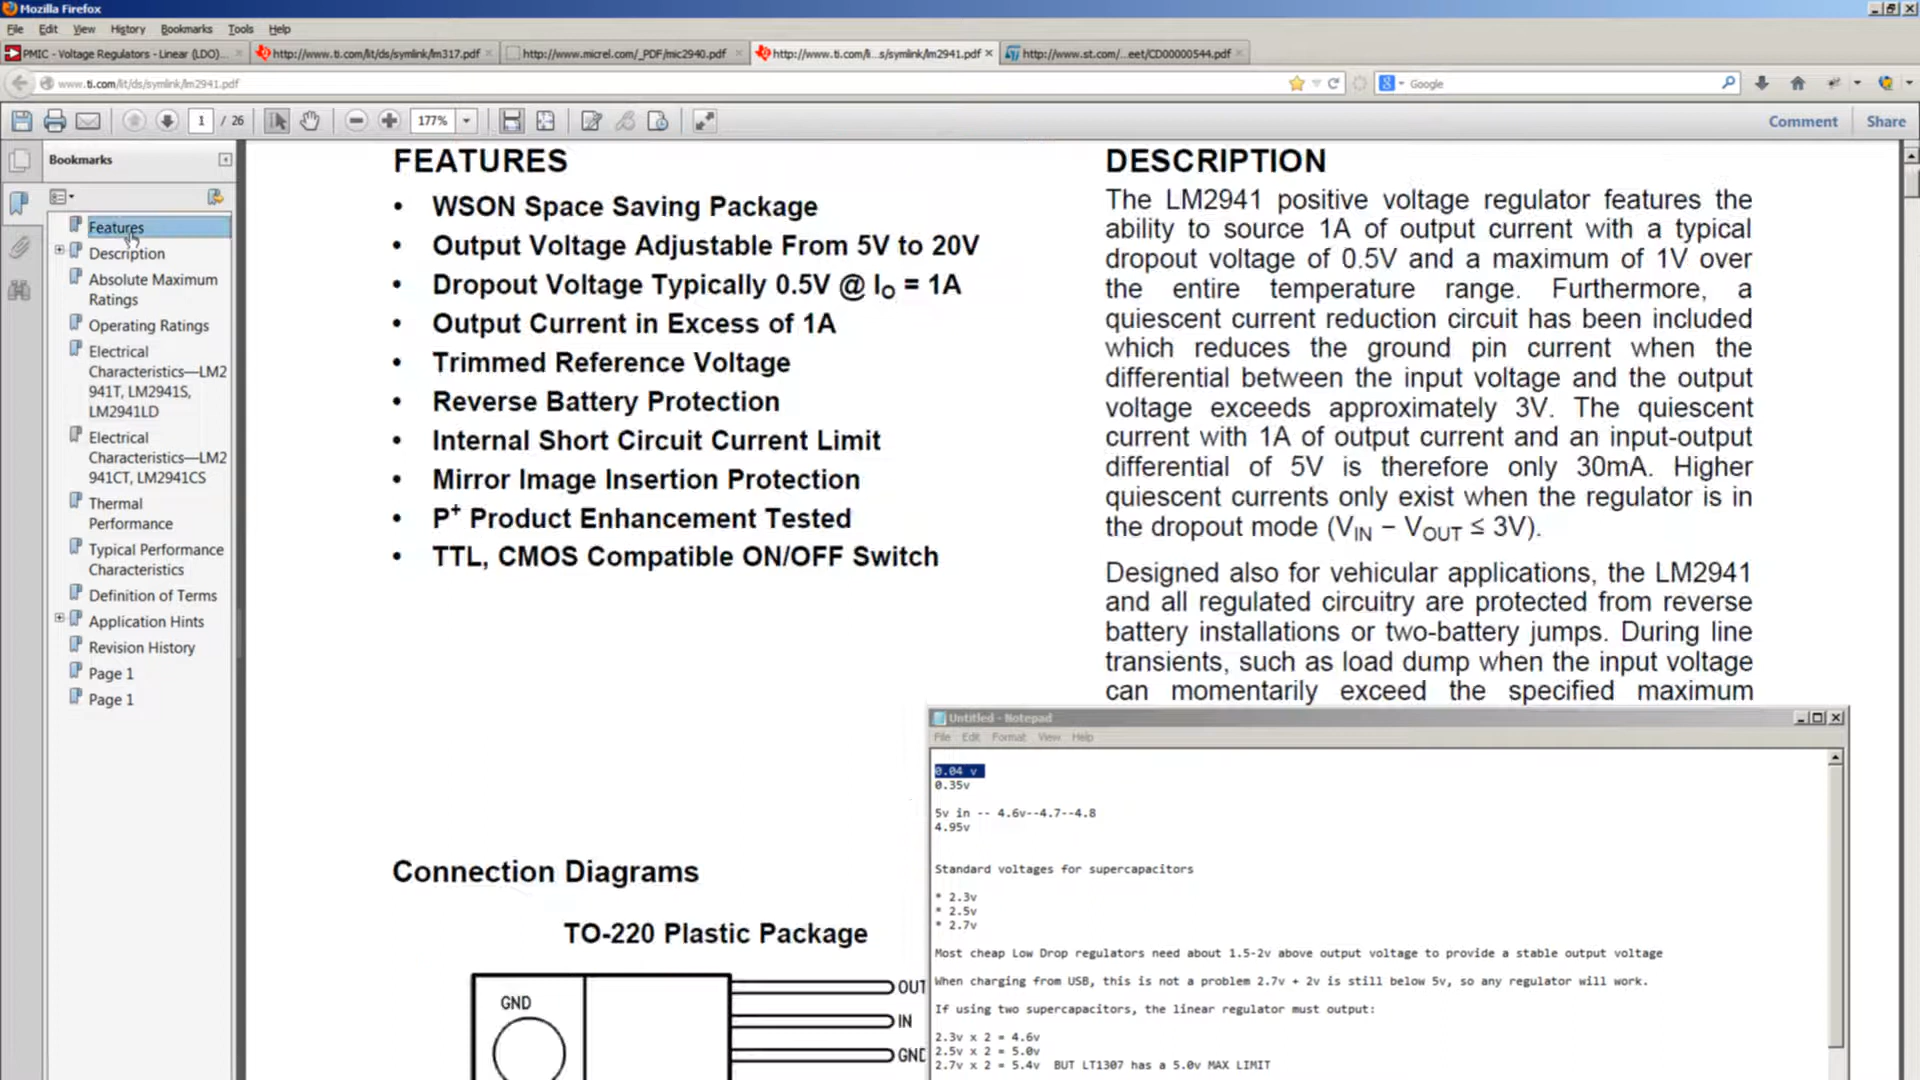 Mozilla Firefox
File Edit View History Bookmarks Tools Help
PMIC - Voltage Regulators - Linear (LDO)... http://www.ti.com/lit/ds/symlink/lm317.pdf http://www.micrel.com/_PDF/mic2940.pdf http://www.ti.com/li...s/symlink/lm2941.pdf http://www.st.com/...eet/CD00000544.pdf
www.ti.com/lit/ds/symlink/lm2941.pdf Google
1 / 26 177% Comment Share
Bookmarks
Features
Description
Absolute Maximum
Ratings
Operating Ratings
Electrical
Characteristics—LM2
941T, LM2941S,
LM2941LD
Electrical
Characteristics—LM2
941CT, LM2941CS
Thermal
Performance
Typical Performance
Characteristics
Definition of Terms
Application Hints
Revision History
Page 1
Page 1
FEATURES
• WSON Space Saving Package
• Output Voltage Adjustable From 5V to 20V
• Dropout Voltage Typically 0.5V @ IO = 1A
• Output Current in Excess of 1A
• Trimmed Reference Voltage
• Reverse Battery Protection
• Internal Short Circuit Current Limit
• Mirror Image Insertion Protection
• P+ Product Enhancement Tested
• TTL, CMOS Compatible ON/OFF Switch
DESCRIPTION
The LM2941 positive voltage regulator features the
ability to source 1A of output current with a typical
dropout voltage of 0.5V and a maximum of 1V over
the entire temperature range. Furthermore, a
quiescent current reduction circuit has been included
which reduces the ground pin current when the
differential between the input voltage and the output
voltage exceeds approximately 3V. The quiescent
current with 1A of output current and an input-output
differential of 5V is therefore only 30mA. Higher
quiescent currents only exist when the regulator is in
the dropout mode (VIN − VOUT ≤ 3V).
Designed also for vehicular applications, the LM2941
and all regulated circuitry are protected from reverse
battery installations or two-battery jumps. During line
transients, such as load dump when the input voltage
can momentarily exceed the specified maximum
Connection Diagrams
TO-220 Plastic Package
GND
OUT
IN
GND
Untitled - Notepad
File Edit Format View Help
0.04 v
0.35v
5v in -- 4.6v--4.7--4.8
4.95v
Standard voltages for supercapacitors
* 2.3v
* 2.5v
* 2.7v
Most cheap Low Drop regulators need about 1.5-2v above output voltage to provide a stable output voltage
When charging from USB, this is not a problem 2.7v + 2v is still below 5v, so any regulator will work.
If using two supercapacitors, the linear regulator must output:
2.3v x 2 = 4.6v
2.5v x 2 = 5.0v
2.7v x 2 = 5.4v BUT LT1307 has a 5.0v MAX LIMIT